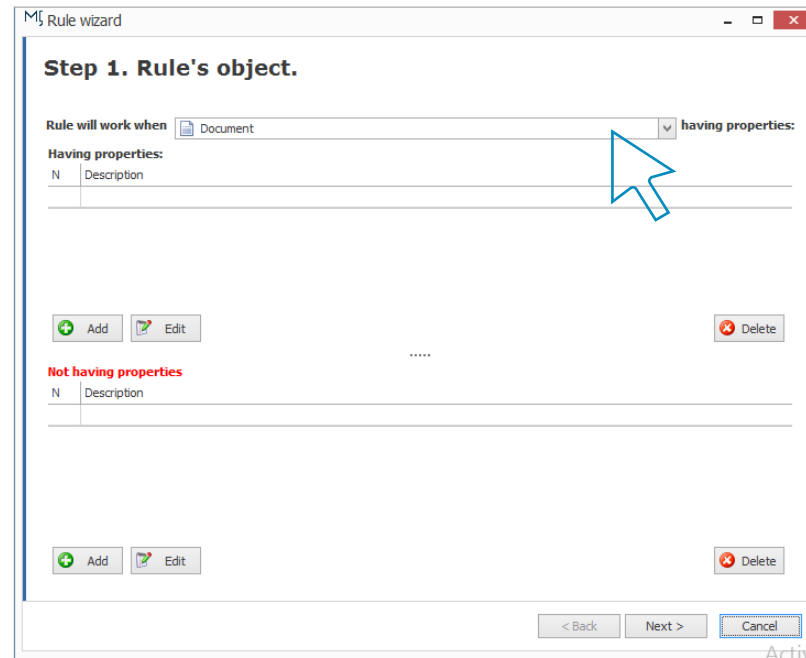 Rule wizard
Step 1. Rule's object.
Rule will work when Document having properties:
Having properties:
N Description
Add Edit Delete
.....
Not having properties
N Description
Add Edit Delete
< Back Next > Cancel